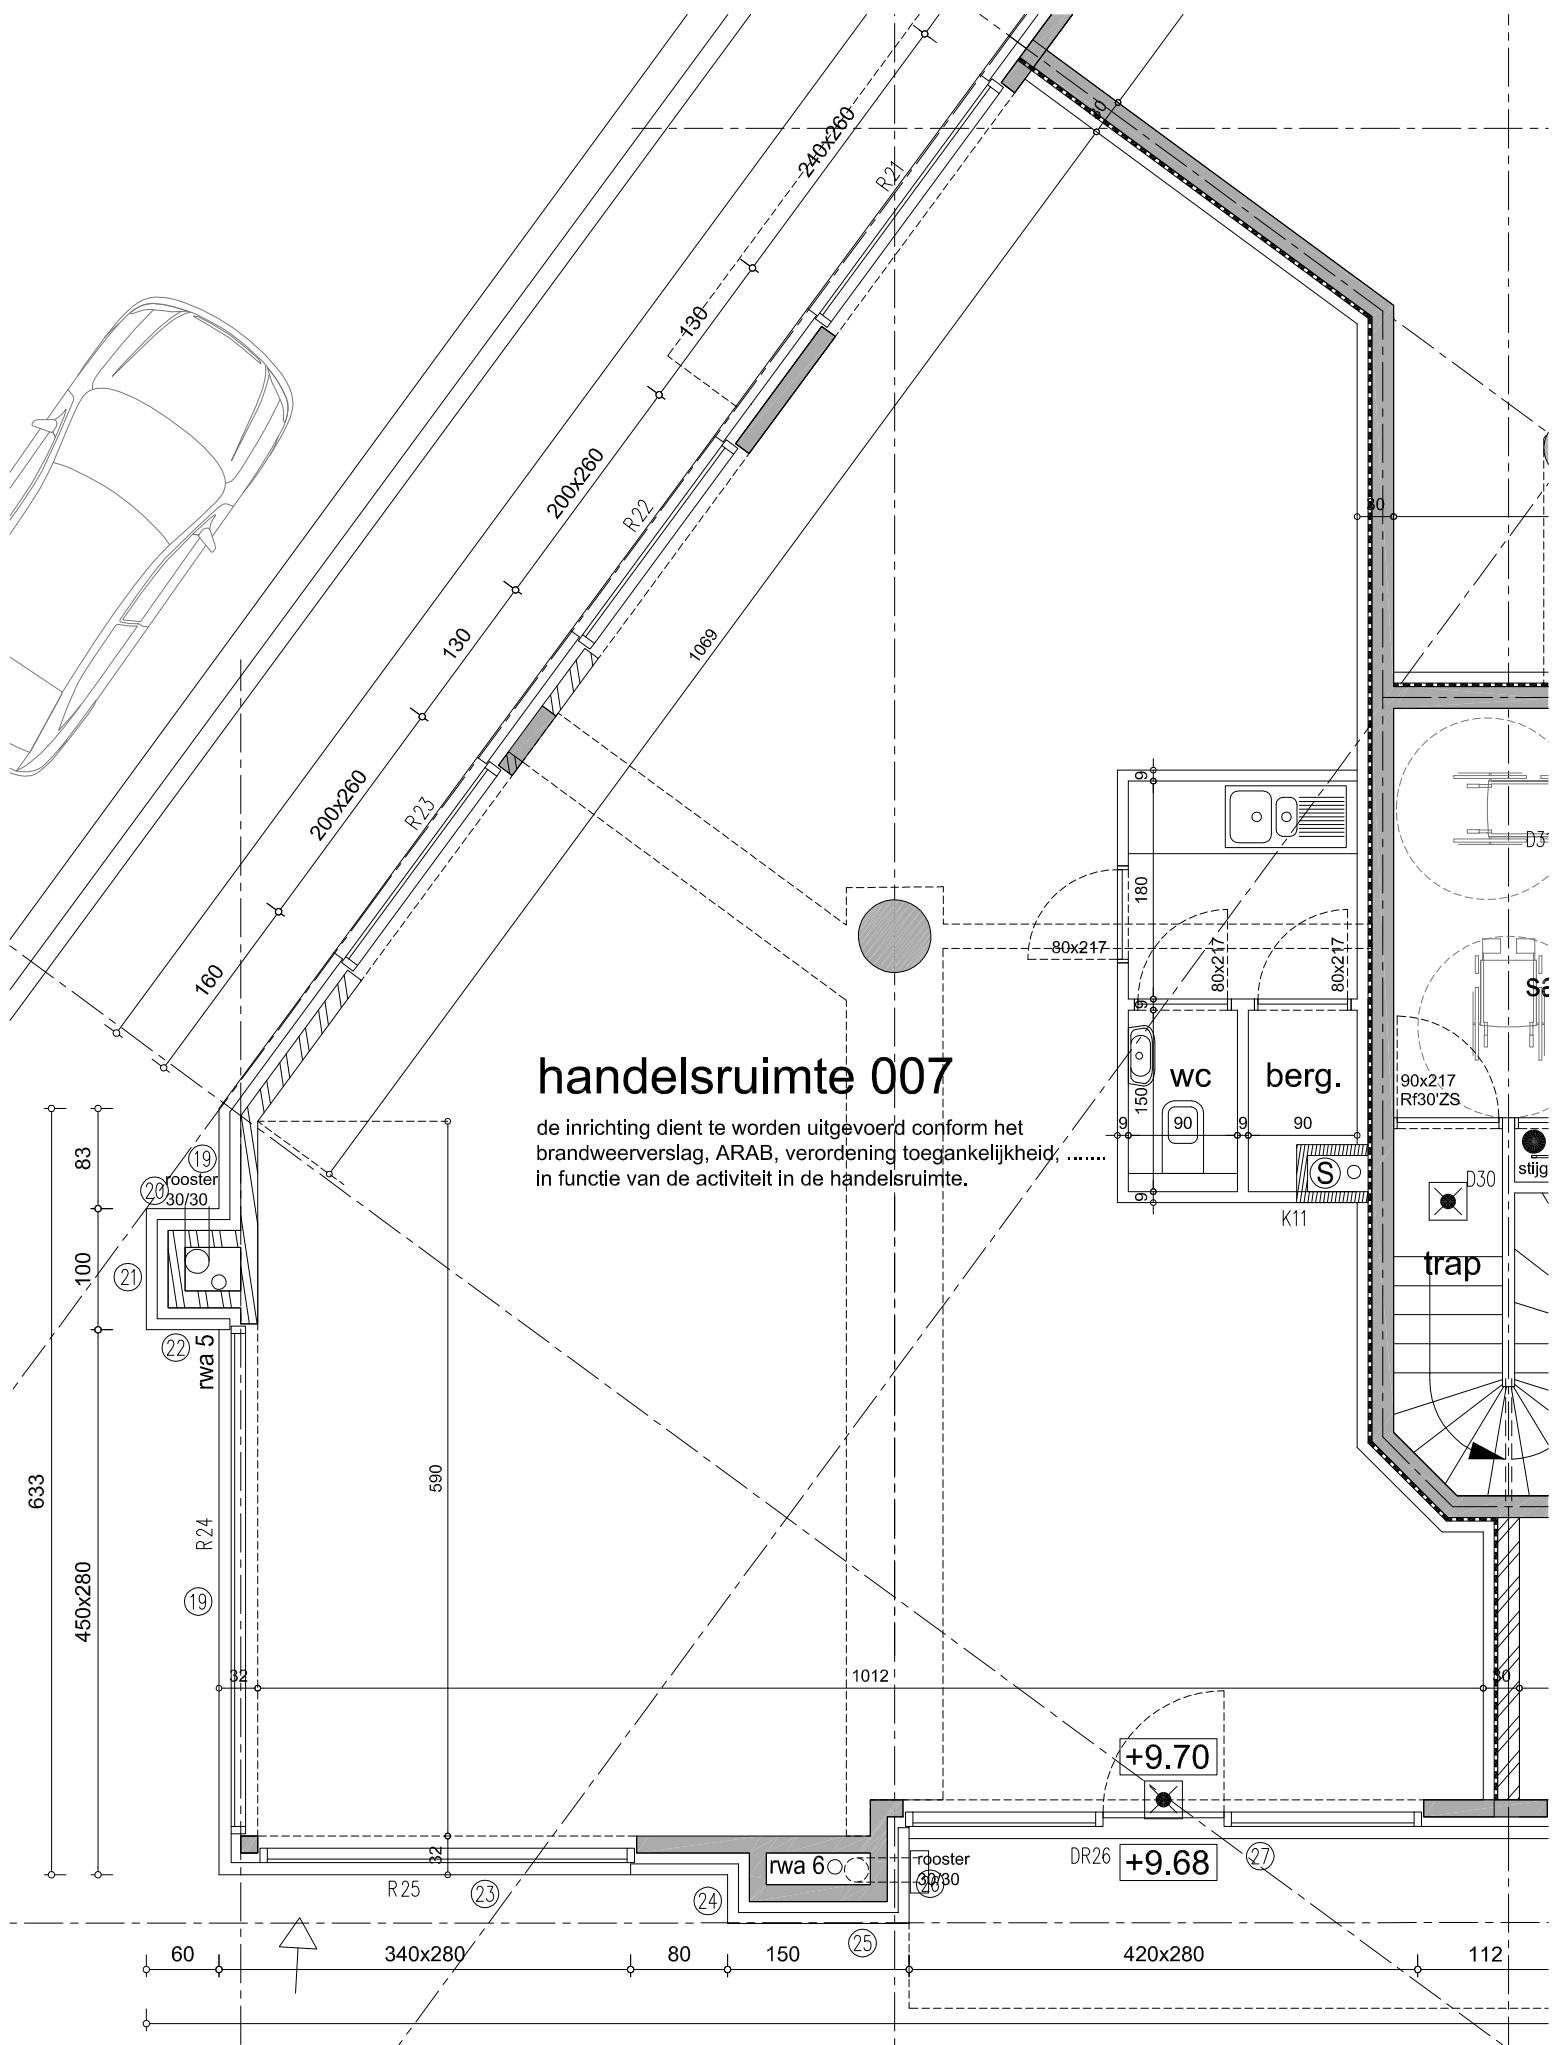 240x260
R21
30
130
200x260
R22
30
130
1069
200x260
R23
9
180
80x217
80x217
80x217
160
9
handelsruimte 007
wc
berg.
90x217
Rf30'ZS
de inrichting dient te worden uitgevoerd conform het
brandweerverslag, ARAB, verordening toegankelijkheid, ......
in functie van de activiteit in de handelsruimte.
150
9
90
9
90
83
19
20
rooster
30/30
S
D30
stijg
9
K11
100
21
trap
22
rwa 5
633
590
R24
450x280
19
32
1012
30
+9.70
32
rwa 6
rooster
30/30
DR26
+9.68
27
R25
23
24
25
60
340x280
80
150
420x280
112